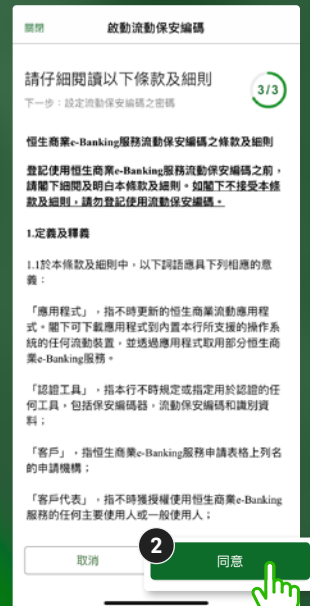 關閉
啟動流動保安編碼
請仔細閱讀以下條款及細則
3/3
下一步：設定流動保安編碼之密碼
恒生商業e-Banking服務流動保安編碼之條款及細則
登記使用恒生商業e-Banking服務流動保安編碼之前，
請閣下細閱及明白本條款及細則。如閣下不接受本條
款及細則，請勿登記使用流動保安編碼。
1.定義及釋義
1.1於本條款及細則中，以下詞語應具下列相應的意
義：
「應用程式」，指不時更新的恒生商業流動應用程
式。閣下可下載應用程式到內置本行所支援的操作系
統的任何流動裝置，並透過應用程式取用部分恒生商
業e-Banking服務。
「認證工具」，指本行不時規定或指定用於認證的任
何工具，包括保安編碼器，流動保安編碼和識別資
料；
「客戶」，指恒生商業e-Banking服務申請表格上列名
的申請機構；
「客戶代表」，指不時獲授權使用恒生商業e-Banking
服務的任何主要使用人或一般使用人；
取消
2
同意